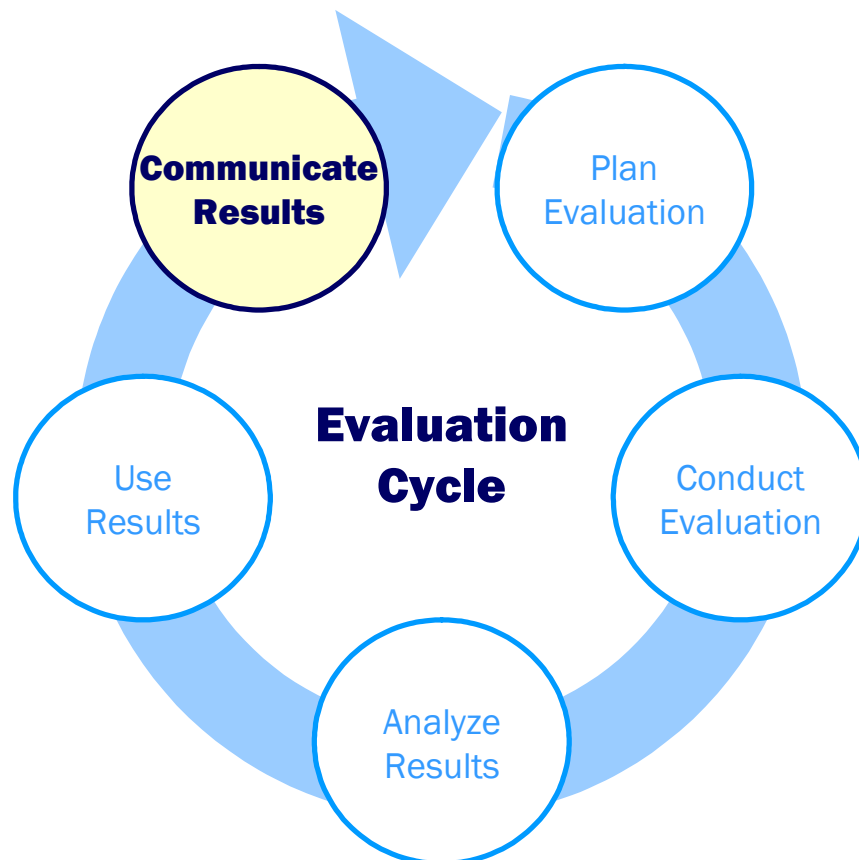 Communicate
Results
Plan
Evaluation
Evaluation
Cycle
Use
Results
Conduct
Evaluation
Analyze
Results